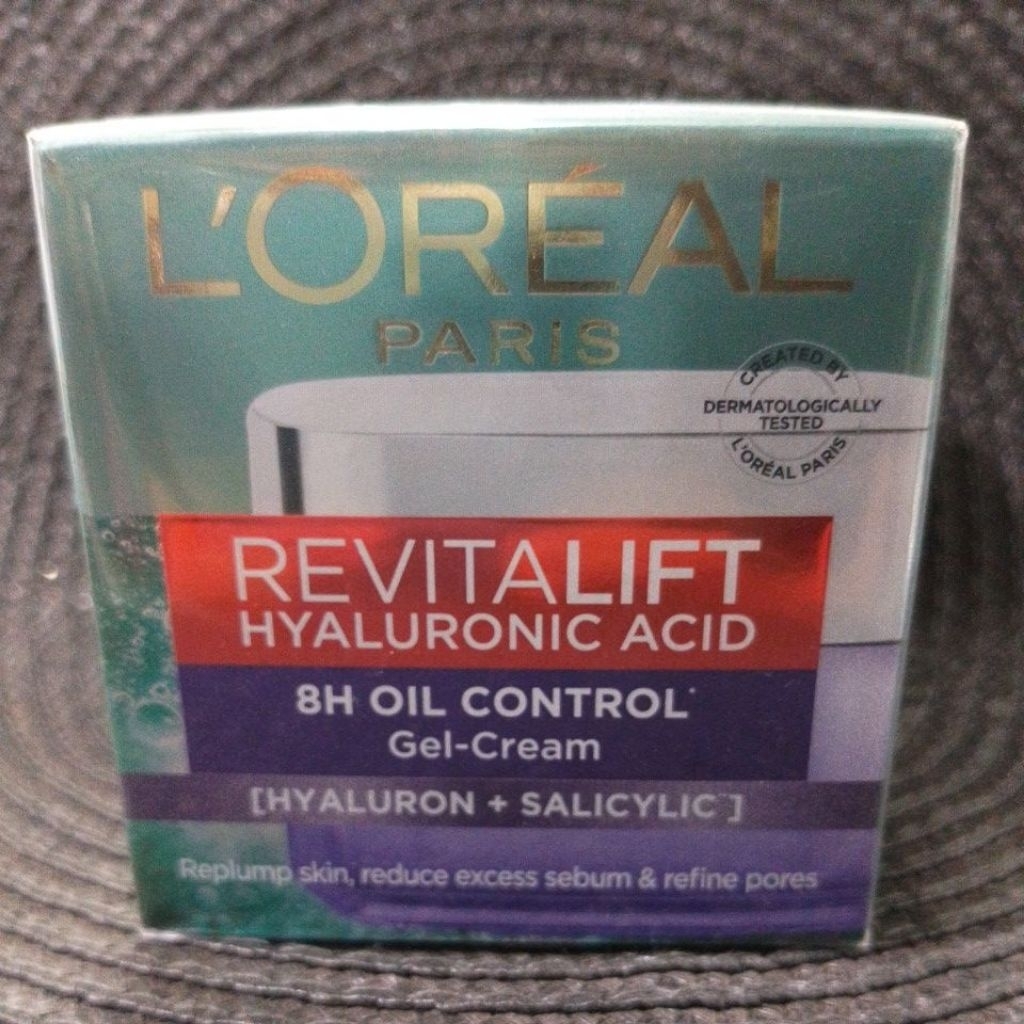 L'ORÉAL
PARIS
CREATED BY
DERMATOLOGICALLY
TESTED
L'ORÉAL PARIS
REVITALIFT
HYALURONIC ACID
8H OIL CONTROL*
Gel-Cream
[HYALURON + SALICYLIC**]
Replump skin, reduce excess sebum & refine pores